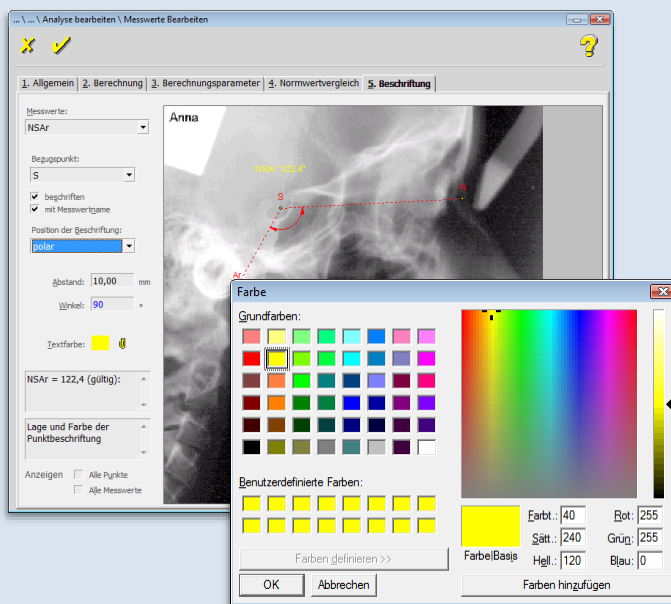 ... \ ... \ Analyse bearbeiten \ Messwerte Bearbeiten
1. Allgemein 2. Berechnung 3. Berechnungsparameter 4. Normwertvergleich 5. Beschriftung
Messwerte:
NSAr
Bezugspunkt:
S
beschriften
mit Messwertname
Position der Beschriftung:
polar
Abstand: 10,00 mm
Winkel: 90 °
Textfarbe:
NSAr = 122,4 (gültig):
Lage und Farbe der
Punktbeschriftung
Anzeigen Alle Punkte
Alle Messwerte
Anna
NSAr: 122,4°
S
N
Ar
Farbe
Grundfarben:
Benutzerdefinierte Farben:
Farben definieren >>
OK Abbrechen
Farbe|Basis
Farbt.: 40 Rot: 255
Sätt.: 240 Grün: 255
Hell.: 120 Blau: 0
Farben hinzufügen